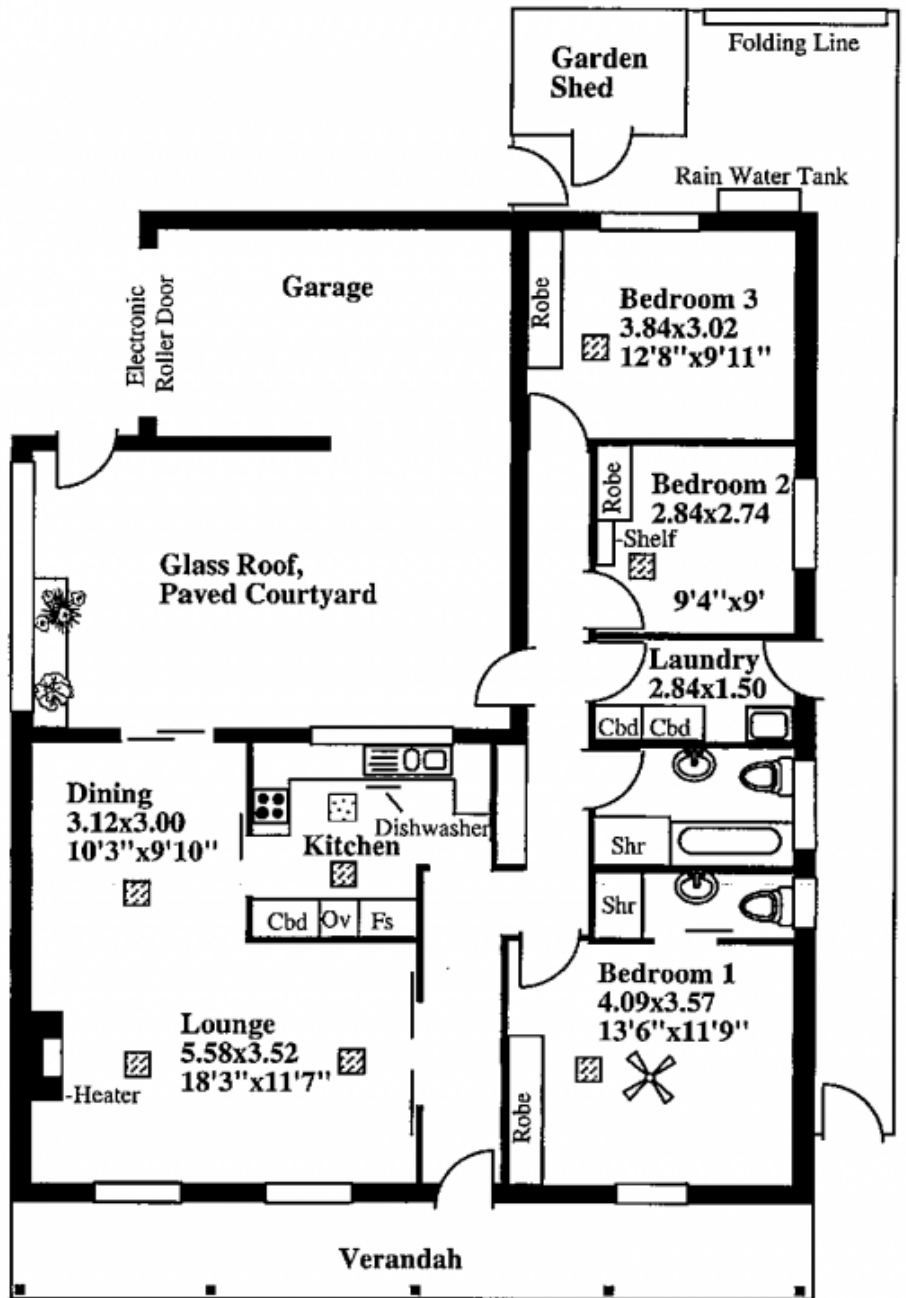 Garden
Shed
Folding Line
Rain Water Tank
Electronic
Roller Door
Garage
Robe
Bedroom 3
3.84x3.02
12'8"x9'11"
Robe
Bedroom 2
2.84x2.74
-Shelf
9'4"x9'
Glass Roof,
Paved Courtyard
Laundry
2.84x1.50
Cbd Cbd
Dining
3.12x3.00
10'3"x9'10"
Dishwasher
Kitchen
Shr
Cbd Ov Fs
Shr
Bedroom 1
4.09x3.57
13'6"x11'9"
Lounge
5.58x3.52
18'3"x11'7"
-Heater
Robe
Verandah